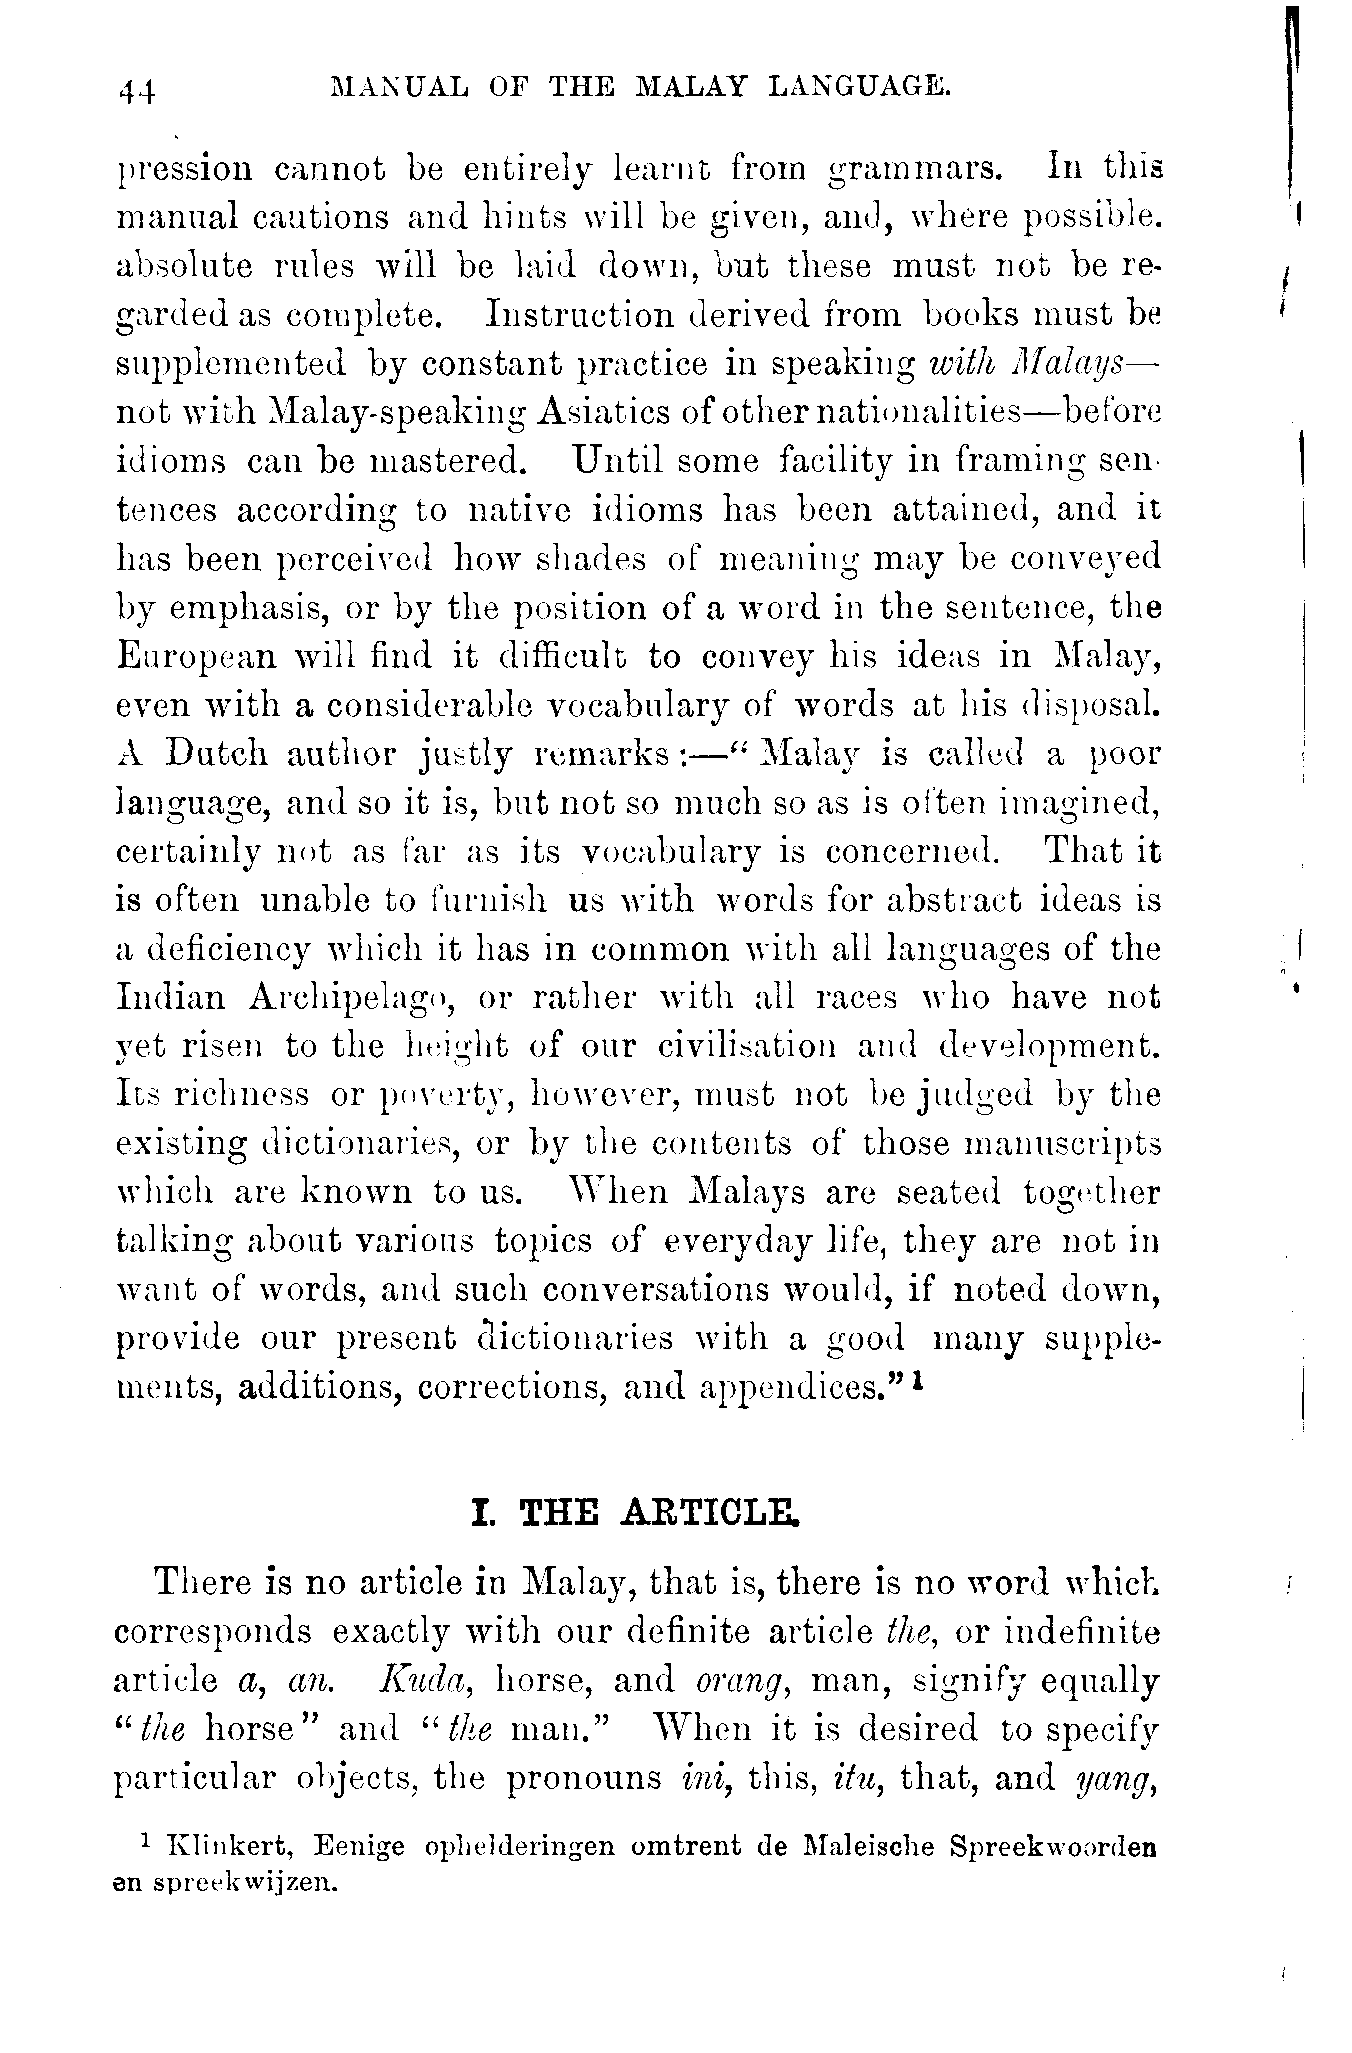 44 MANUAL OF THE MALAY LANGUAGE.
pression cannot be entirely learnt from grammars. In this
manual cautions and hints will be given, and, where possible.
absolute rules will be laid down, but these must not be re-
garded as complete. Instruction derived from books must be
supplemented by constant practice in speaking with Malays—
not with Malay-speaking Asiatics of other nationalities—before
idioms can be mastered. Until some facility in framing sen-
tences according to native idioms has been attained, and it
has been perceived how shades of meaning may be conveyed
by emphasis, or by the position of a word in the sentence, the
European will find it difficult to convey his ideas in Malay,
even with a considerable vocabulary of words at his disposal.
A Dutch author justly remarks:—“Malay is called a poor
language, and so it is, but not so much so as is often imagined,
certainly not as far as its vocabulary is concerned. That it
is often unable to furnish us with words for abstract ideas is
a deficiency which it has in common with all languages of the
Indian Archipelago, or rather with all races who have not
yet risen to the height of our civilisation and development.
Its richness or poverty, however, must not be judged by the
existing dictionaries, or by the contents of those manuscripts
which are known to us. When Malays are seated together
talking about various topics of everyday life, they are not in
want of words, and such conversations would, if noted down,
provide our present dictionaries with a good many supple-
ments, additions, corrections, and appendices.”¹
I. THE ARTICLE.
There is no article in Malay, that is, there is no word which
corresponds exactly with our definite article the, or indefinite
article a, an. Kuda, horse, and orang, man, signify equally
“the horse” and “the man.” When it is desired to specify
particular objects, the pronouns ini, this, itu, that, and yang,
¹ Klinkert, Eenige ophelderingen omtrent de Maleische Spreekwoorden
en spreekwijzen.